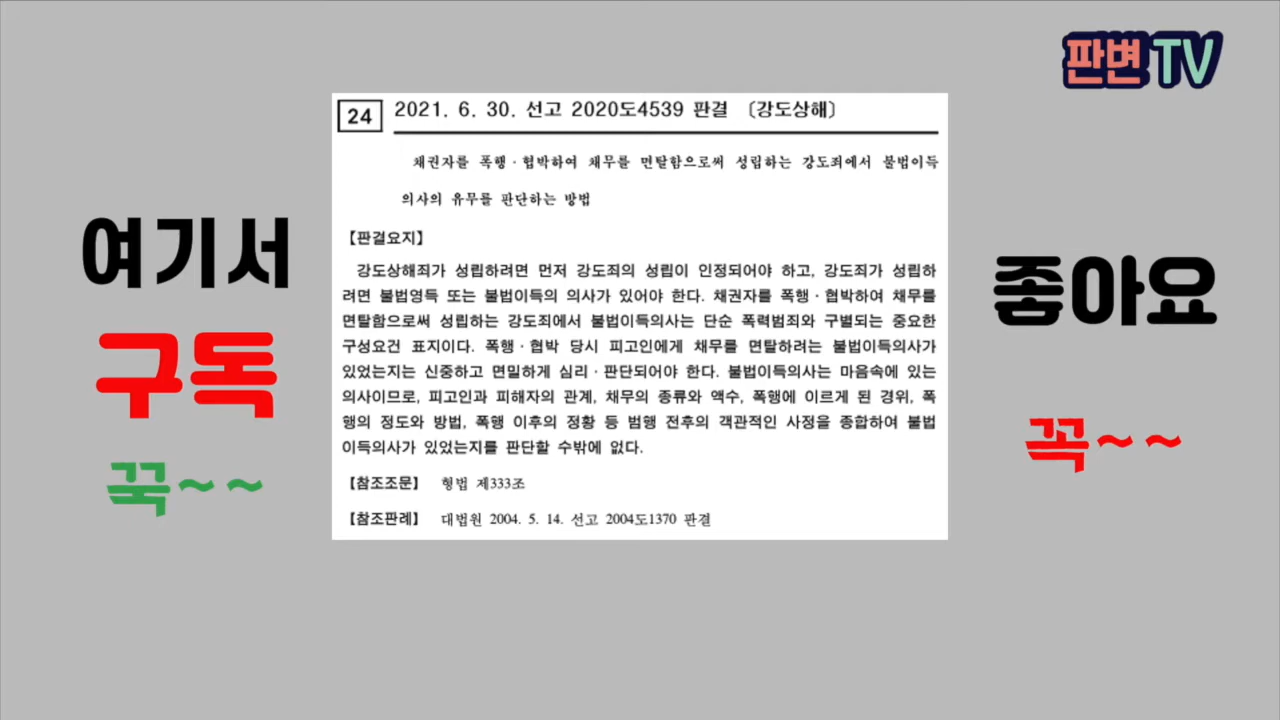 판변 TV
24 2021. 6. 30. 선고 2020도4539 판결 〔강도상해〕
채권자를 폭행·협박하여 채무를 면탈함으로써 성립하는 강도죄에서 불법이득
의사의 유무를 판단하는 방법
【판결요지】
강도상해죄가 성립하려면 먼저 강도죄의 성립이 인정되어야 하고, 강도죄가 성립하
려면 불법영득 또는 불법이득의 의사가 있어야 한다. 채권자를 폭행·협박하여 채무를
면탈함으로써 성립하는 강도죄에서 불법이득의사는 단순 폭력범죄와 구별되는 중요한
구성요건 표지이다. 폭행·협박 당시 피고인에게 채무를 면탈하려는 불법이득의사가
있었는지는 신중하고 면밀하게 심리·판단되어야 한다. 불법이득의사는 마음속에 있는
의사이므로, 피고인과 피해자의 관계, 채무의 종류와 액수, 폭행에 이르게 된 경위, 폭
행의 정도와 방법, 폭행 이후의 정황 등 범행 전후의 객관적인 사정을 종합하여 불법
이득의사가 있었는지를 판단할 수밖에 없다.
【참조조문】 형법 제333조
【참조판례】 대법원 2004. 5. 14. 선고 2004도1370 판결
여기서
구독
꾹~~
좋아요
꼭~~